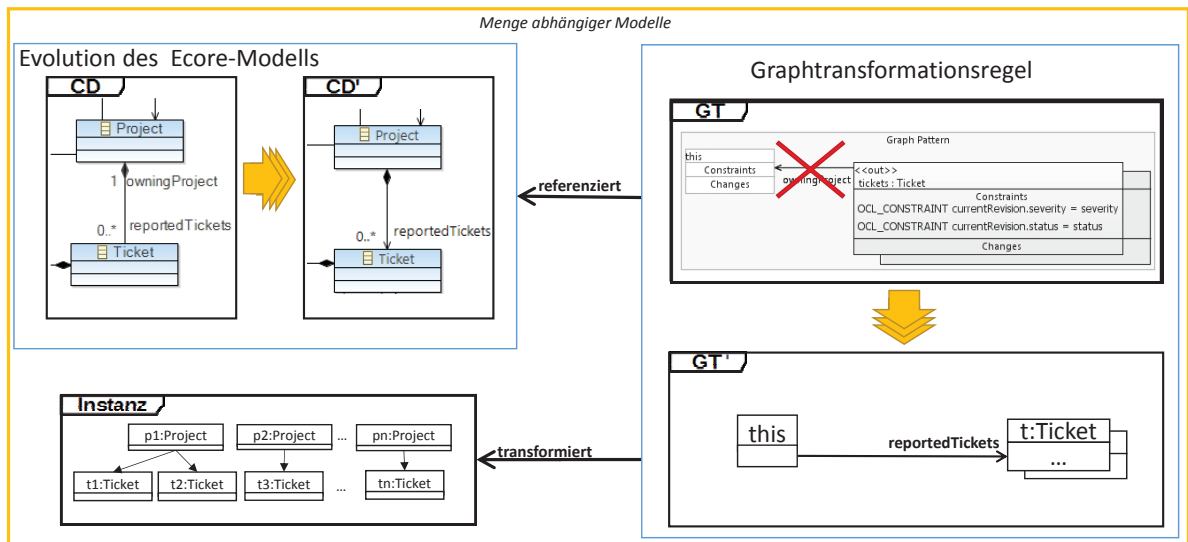 Menge abhängiger Modelle
Evolution des Ecore-Modells
CD
Project
1 owningProject
0..* reportedTickets
Ticket
CD'
Project
0..* reportedTickets
Ticket
referenziert
Graphtransformationsregel
GT
Graph Pattern
this
Constraints
Changes
owningProject
<<out>>
tickets : Ticket
Constraints
OCL_CONSTRAINT currentRevision.severity = severity
OCL_CONSTRAINT currentRevision.status = status
Changes
GT'
this
reportedTickets
t:Ticket
...
transformiert
Instanz
p1:Project p2:Project ... pn:Project
t1:Ticket t2:Ticket t3:Ticket ... tn:Ticket